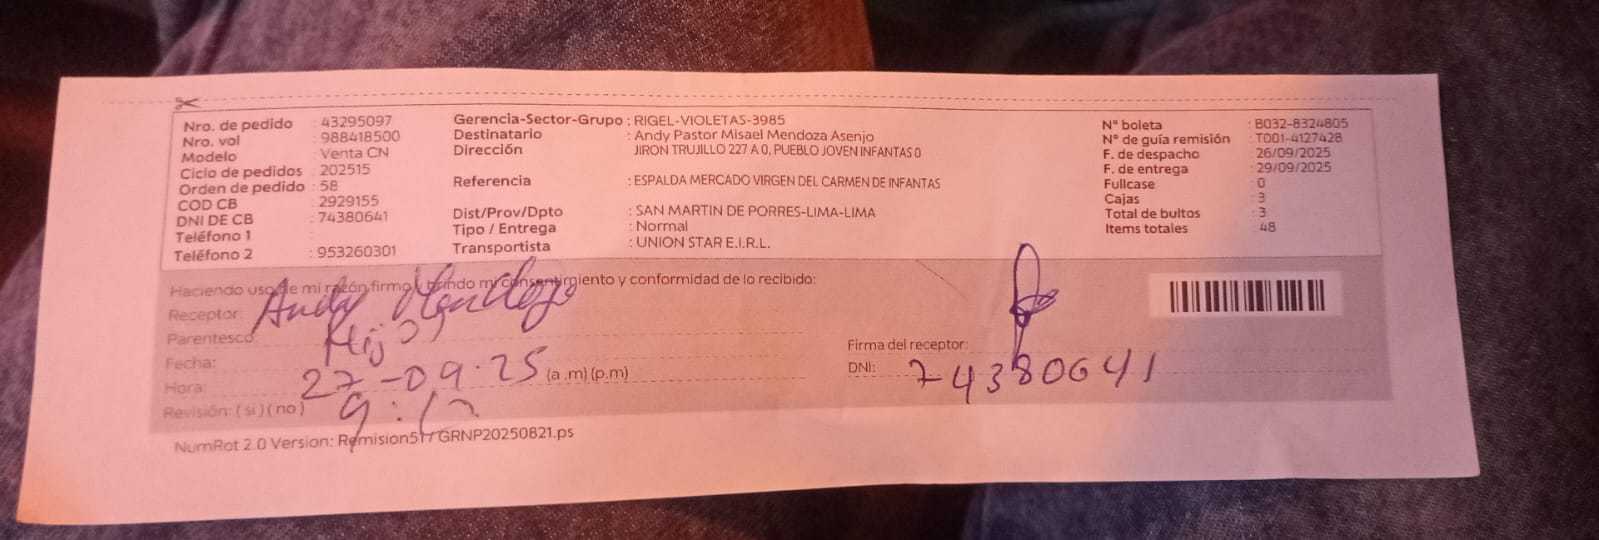 Nro. de pedido : 43295097
Nro. vol : 988418500
Modelo : Venta CN
Ciclo de pedidos : 202515
Orden de pedido : 58
COD CB : 2929155
DNI DE CB : 74380641
Teléfono 1 :
Teléfono 2 : 953260301
Gerencia-Sector-Grupo : RIGEL-VIOLETAS-3985
Destinatario : Andy Pastor Misael Mendoza Asenjo
Dirección : JIRON TRUJILLO 227 A 0, PUEBLO JOVEN INFANTAS 0
Referencia : ESPALDA MERCADO VIRGEN DEL CARMEN DE INFANTAS
Dist/Prov/Dpto : SAN MARTIN DE PORRES-LIMA-LIMA
Tipo / Entrega : Normal
Transportista : UNION STAR E.I.R.L.
N° boleta : B032-8324805
N° de guía remisión : T001-4127428
F. de despacho : 26/09/2025
F. de entrega : 29/09/2025
Fullcase : 0
Cajas : 3
Total de bultos : 3
Items totales : 48
Haciendo uso de mi razón firmo y brindo mi consentimiento y conformidad de lo recibido:
Receptor: Andy Mendoza
Parentesco: Hijo
Fecha: 27-09-25
Hora: 9: (a .m) (p.m)
Revisión: ( si ) ( no )
Firma del receptor:
DNI: 74380641
NumRot 2.0 Version: Remision517GRNP20250821.ps